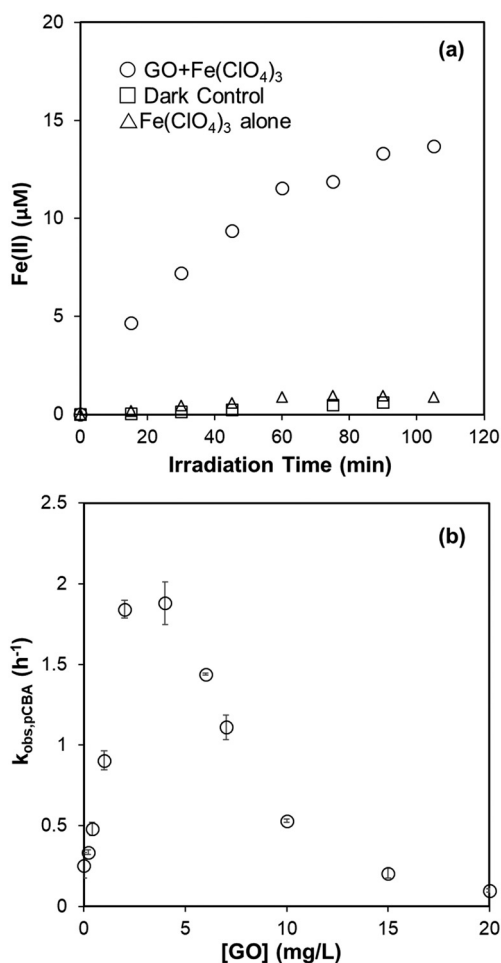 (a)
20
15
10
5
0
Fe(II) (μM)
GO+Fe(ClO₄)₃
Dark Control
Fe(ClO₄)₃ alone
0 20 40 60 80 100 120
Irradiation Time (min)
(b)
2.5
2
1.5
1
0.5
0
k_obs,pCBA (h⁻¹)
0 5 10 15 20
[GO] (mg/L)